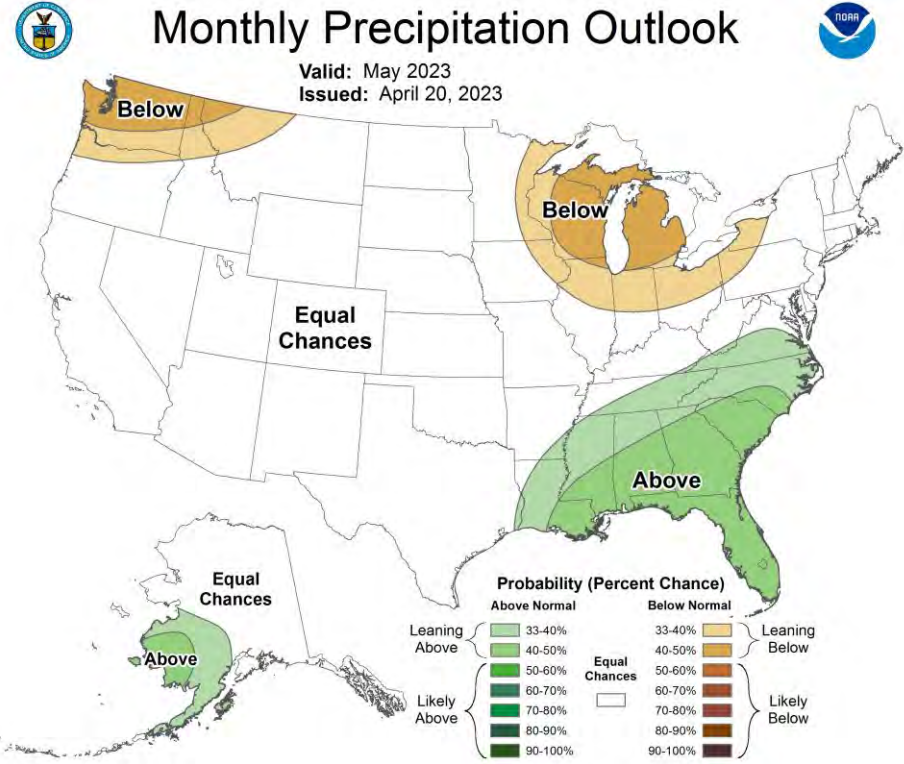 NOAA
Monthly Precipitation Outlook
Valid: May 2023
Issued: April 20, 2023
Below
Below
Equal
Chances
Above
Equal
Chances
Above
Probability (Percent Chance)
Above Normal
Below Normal
Leaning
Above
33-40%
40-50%
Likely
Above
50-60%
60-70%
70-80%
80-90%
90-100%
Equal
Chances
33-40%
40-50%
Leaning
Below
50-60%
60-70%
70-80%
80-90%
90-100%
Likely
Below